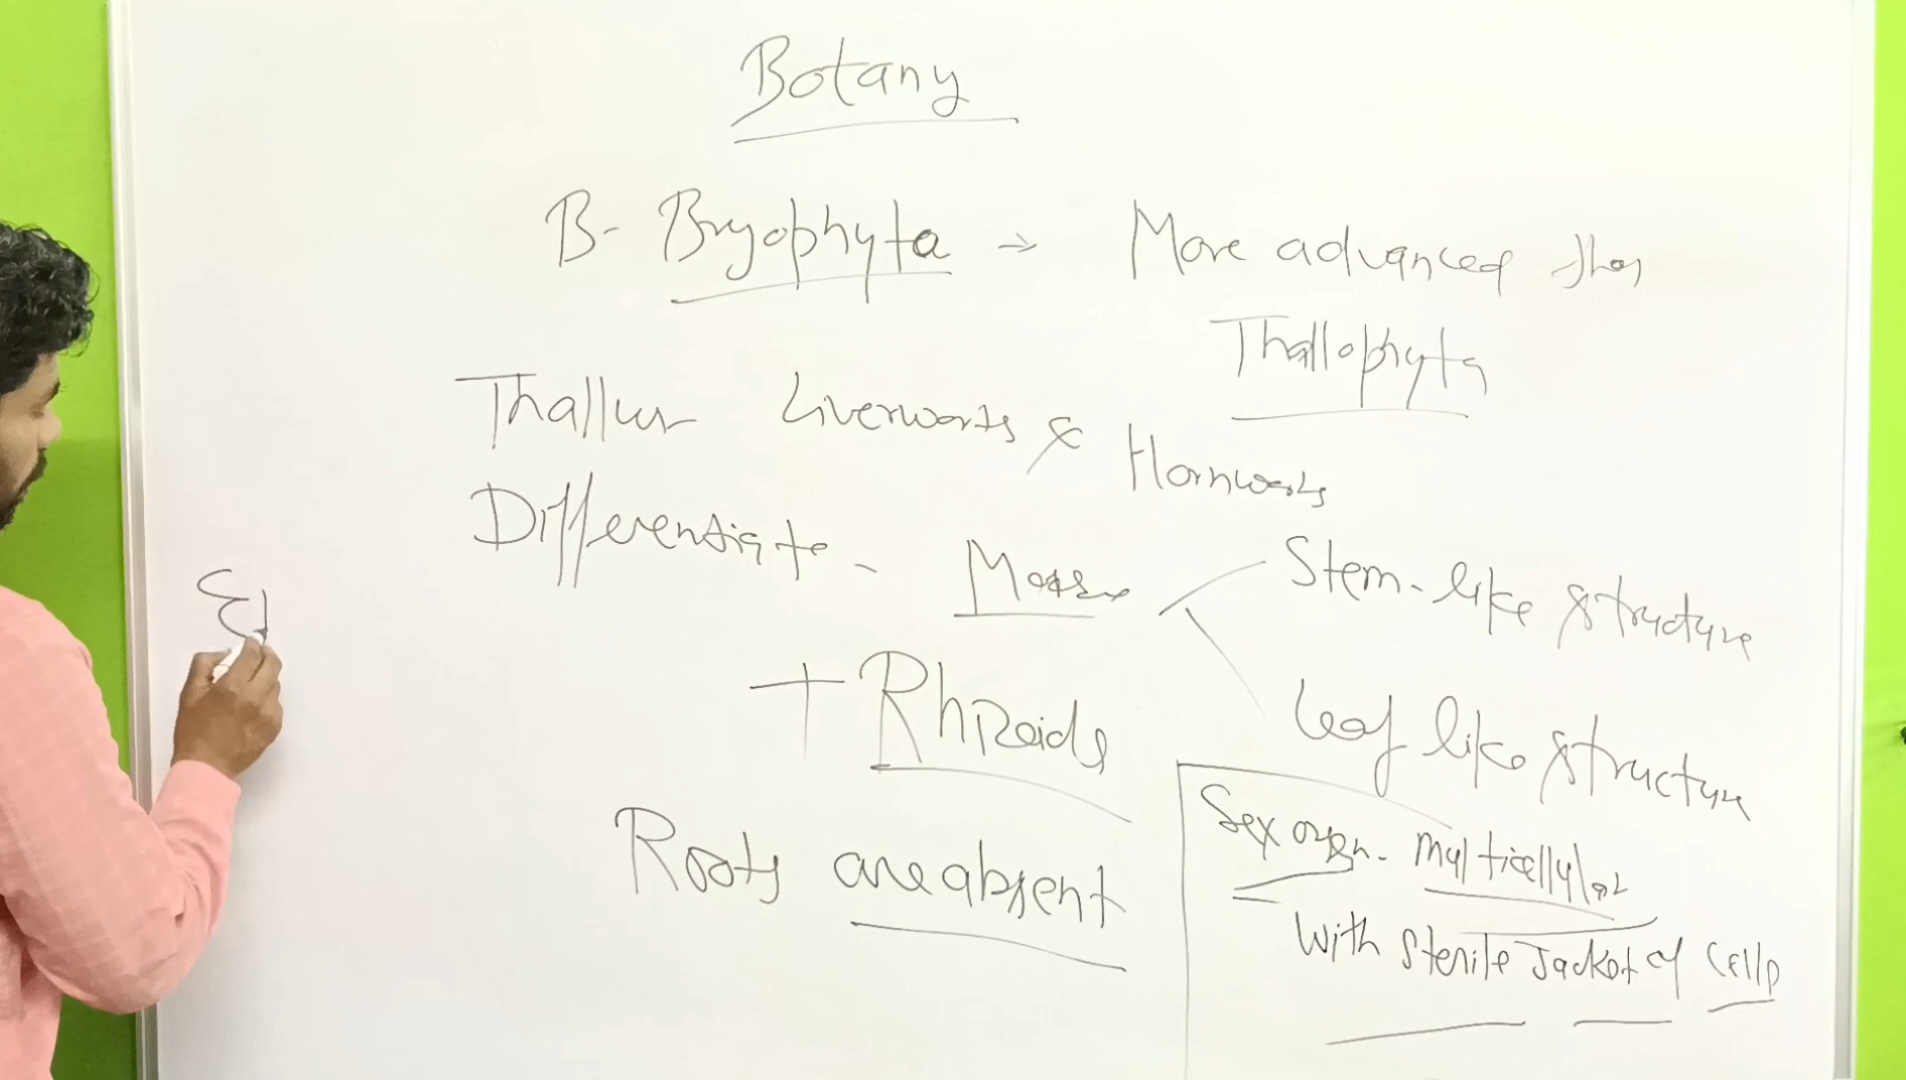 Botany
B- Bryophyta → More advanced than
Thallophyta
Thallus Liverworts & Hornworts
Differentiate - Moss
Stem-like structure
+ Rhizoids
Leaf like structure
Roots are absent
Sex organ - multicellular
with sterile Jacket of cells